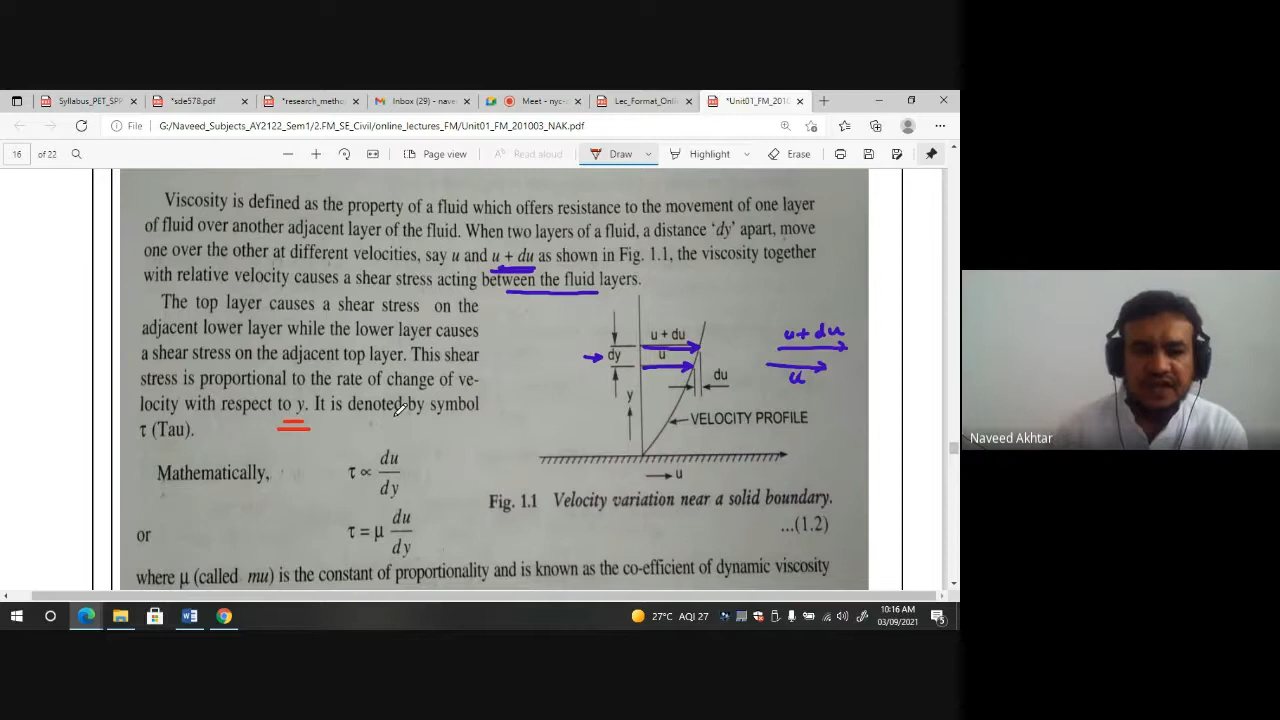 Syllabus_PET_SPP
*sde578.pdf
*research_metho
Inbox (29) - nave
Meet - nyc-
Lec_Format_Onli
*Unit01_FM_2010
File
G:/Naveed_Subjects_AY2122_Sem1/2.FM_SE_Civil/online_lectures_FM/Unit01_FM_201003_NAK.pdf
16 of 22
Page view
Read aloud
Draw
Highlight
Erase
Viscosity is defined as the property of a fluid which offers resistance to the movement of one layer
of fluid over another adjacent layer of the fluid. When two layers of a fluid, a distance 'dy' apart, move
one over the other at different velocities, say u and u + du as shown in Fig. 1.1, the viscosity together
with relative velocity causes a shear stress acting between the fluid layers.
The top layer causes a shear stress on the
adjacent lower layer while the lower layer causes
a shear stress on the adjacent top layer. This shear
stress is proportional to the rate of change of ve-
locity with respect to y. It is denoted by symbol
τ (Tau).
Mathematically,
τ ∝ du
dy
or
τ = μ du
dy
u + du
dy
u
du
y
VELOCITY PROFILE
u
u + du
u
Fig. 1.1 Velocity variation near a solid boundary.
...(1.2)
where μ (called mu) is the constant of proportionality and is known as the co-efficient of dynamic viscosity
Naveed Akhtar
27°C AQI 27
10:16 AM
03/09/2021
5